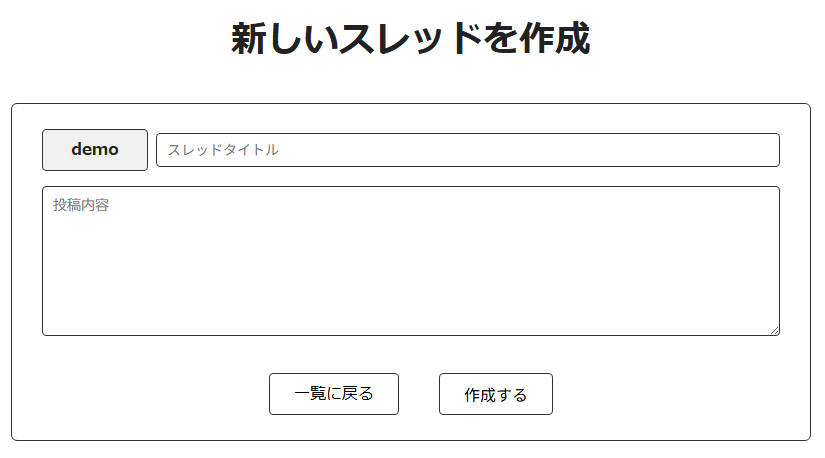 新しいスレッドを作成
demo
スレッドタイトル
投稿内容
一覧に戻る
作成する